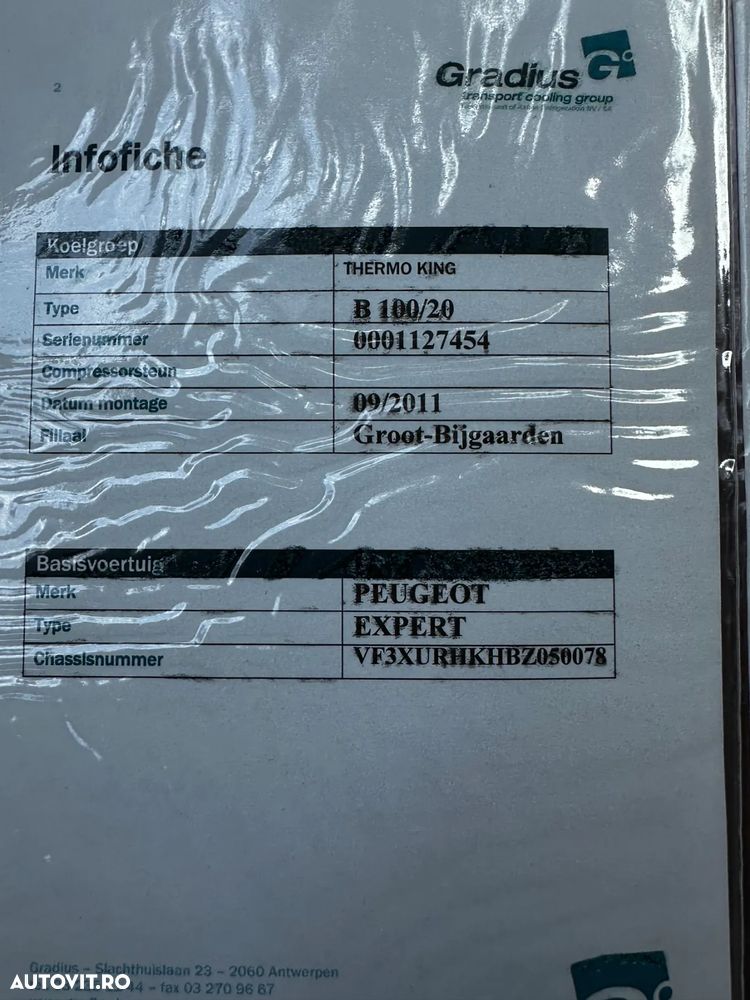 2
Gradius G°
transport cooling group
Infofiche
Koelgroep
Merk THERMO KING
Type B 100/20
Serienummer 0001127454
Compressorsteun
Datum montage 09/2011
Filiaal Groot-Bijgaarden
Basisvoertuig
Merk PEUGEOT
Type EXPERT
Chassisnummer VF3XURHKHBZ050078
Gradius – Slachthuislaan 23 – 2060 Antwerpen
44 – fax 03 270 96 67
AUTOVIT.RO